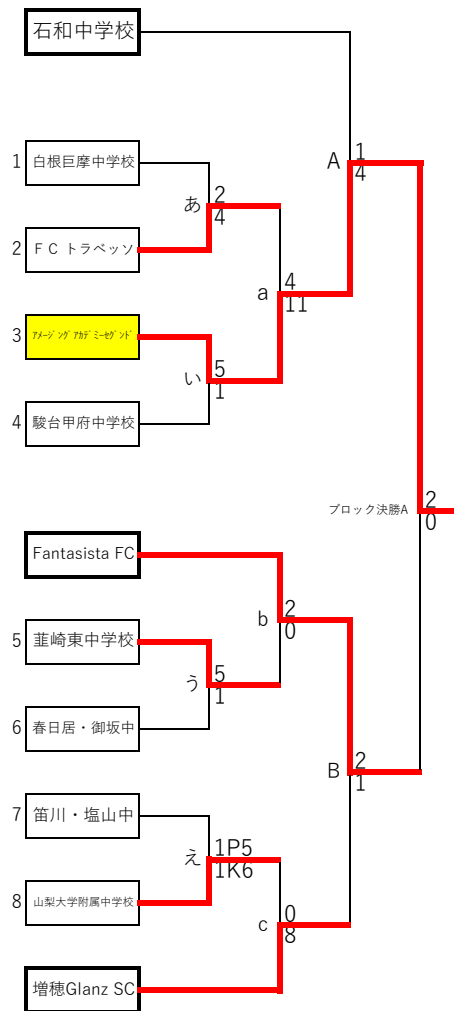 石和中学校
1 白根巨摩中学校
A 1
4
あ 2
4
2 ＦＣ トラベッソ
a 4
11
3 ｱﾒｰｼﾞﾝｸﾞｱｶﾃﾞﾐｰｾｸﾞﾝﾄﾞ
い 5
1
4 駿台甲府中学校
ブロック決勝A 2
0
Fantasista FC
b 2
0
5 韮崎東中学校
う 5
1
6 春日居・御坂中
B 2
1
7 笛川・塩山中
え 1P5
1K6
8 山梨大学附属中学校
c 0
8
増穂Glanz SC